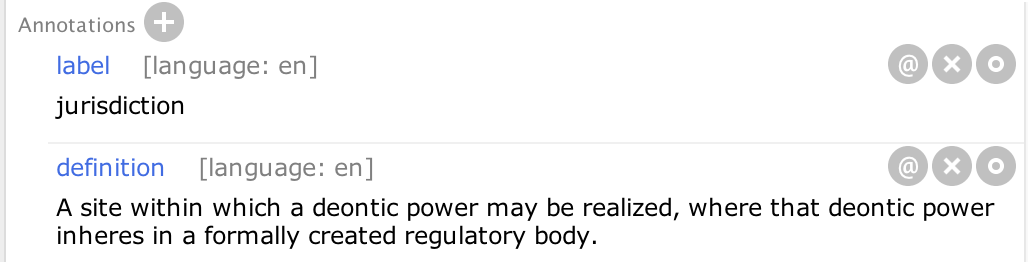 Annotations
label [language: en]
@
jurisdiction
definition [language: en]
@
A site within which a deontic power may be realized, where that deontic power
inheres in a formally created regulatory body.